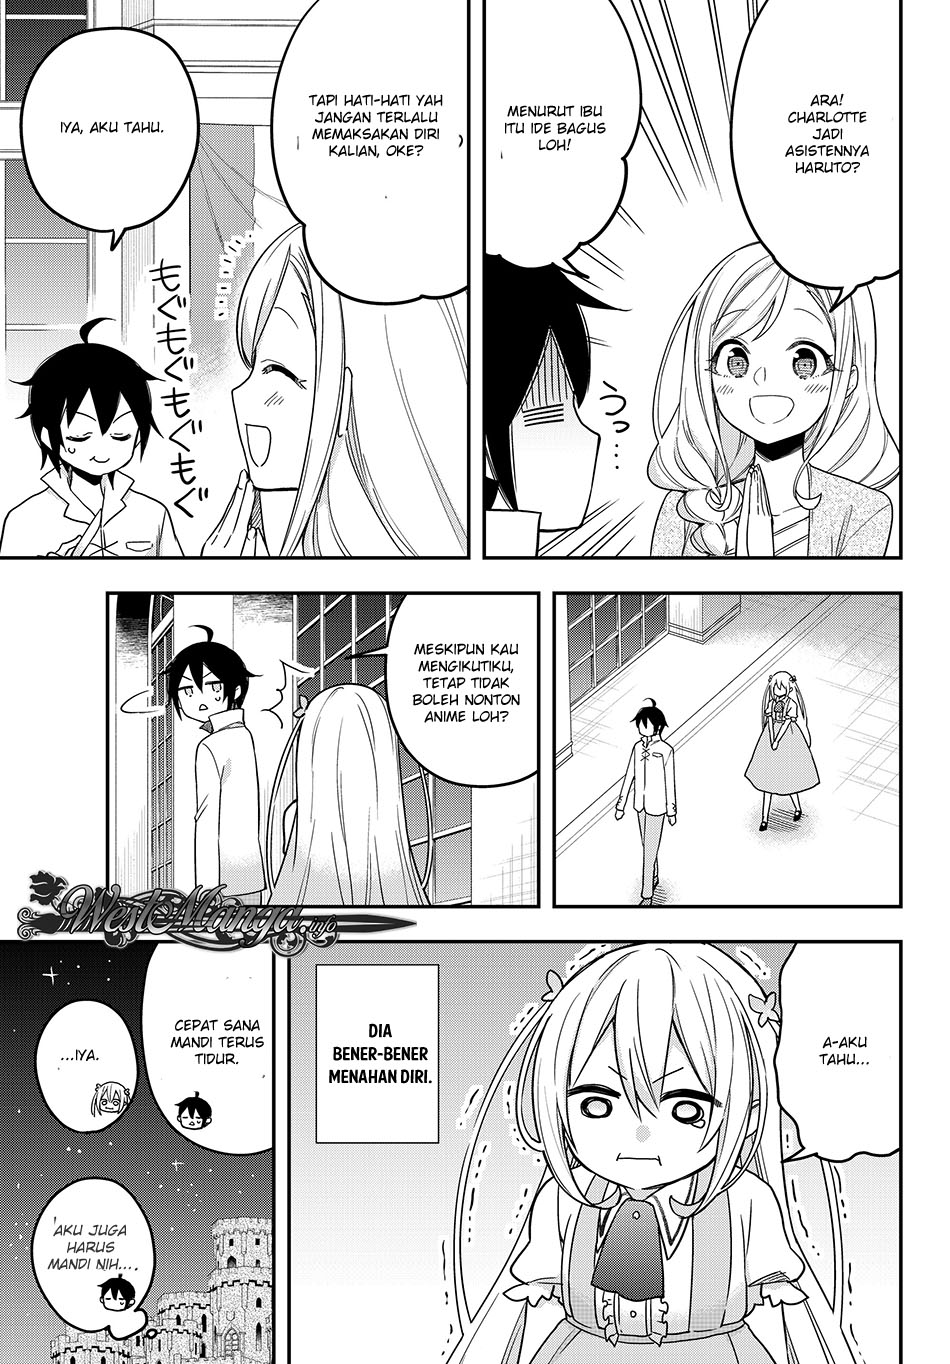 ARA!
CHARLOTTE
JADI
ASISTENNYA
HARUTO?
MENURUT IBU
ITU IDE BAGUS
LOH!
うっ…
TAPI HATI-HATI YAH
JANGAN TERLALU
MEMAKSAKAN DIRI
KALIAN, OKE?
IYA, AKU TAHU.
もぐもぐもぐもぐ
MESKIPUN KAU
MENGIKUTIKU,
TETAP TIDAK
BOLEH NONTON
ANIME LOH?
WestManga.info
A-AKU
TAHU...
DIA
BENER-BENER
MENAHAN DIRI.
CEPAT SANA
MANDI TERUS
TIDUR.
...IYA.
AKU JUGA
HARUS
MANDI NIH....